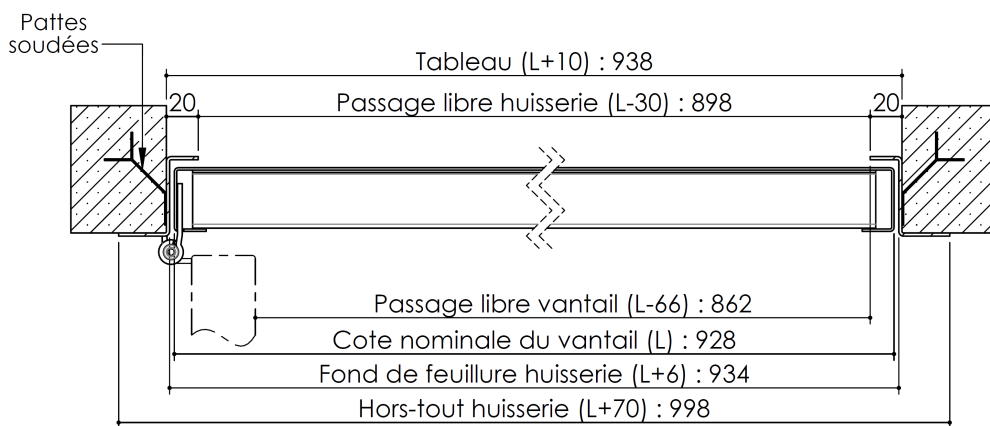 Pattes
soudées
Tableau (L+10) : 938
20
Passage libre huisserie (L-30) : 898
20
Passage libre vantail (L-66) : 862
Cote nominale du vantail (L) : 928
Fond de feuillure huisserie (L+6) : 934
Hors-tout huisserie (L+70) : 998